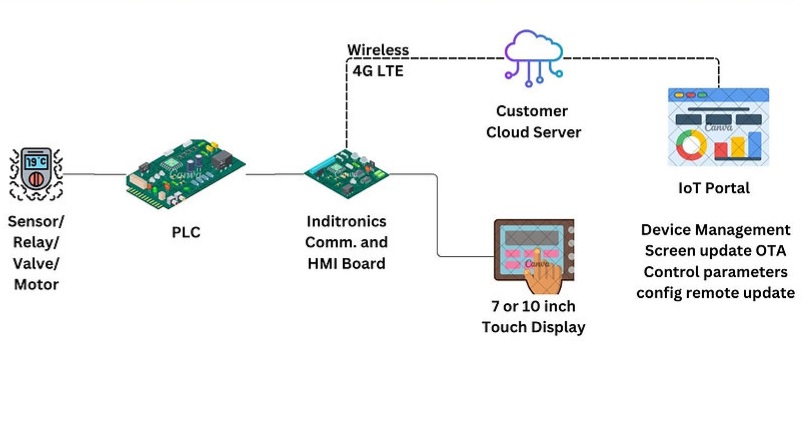 Wireless
4G LTE
Customer
Cloud Server
Canva
IoT Portal
19°C
Canva
Sensor/
Relay/
Valve/
Motor
PLC
Inditronics
Comm. and
HMI Board
Canva
7 or 10 inch
Touch Display
Device Management
Screen update OTA
Control parameters
config remote update